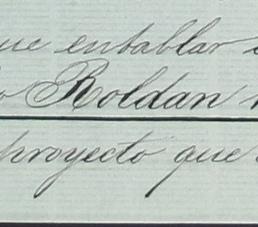 que entablar
Roldan
proyecto que